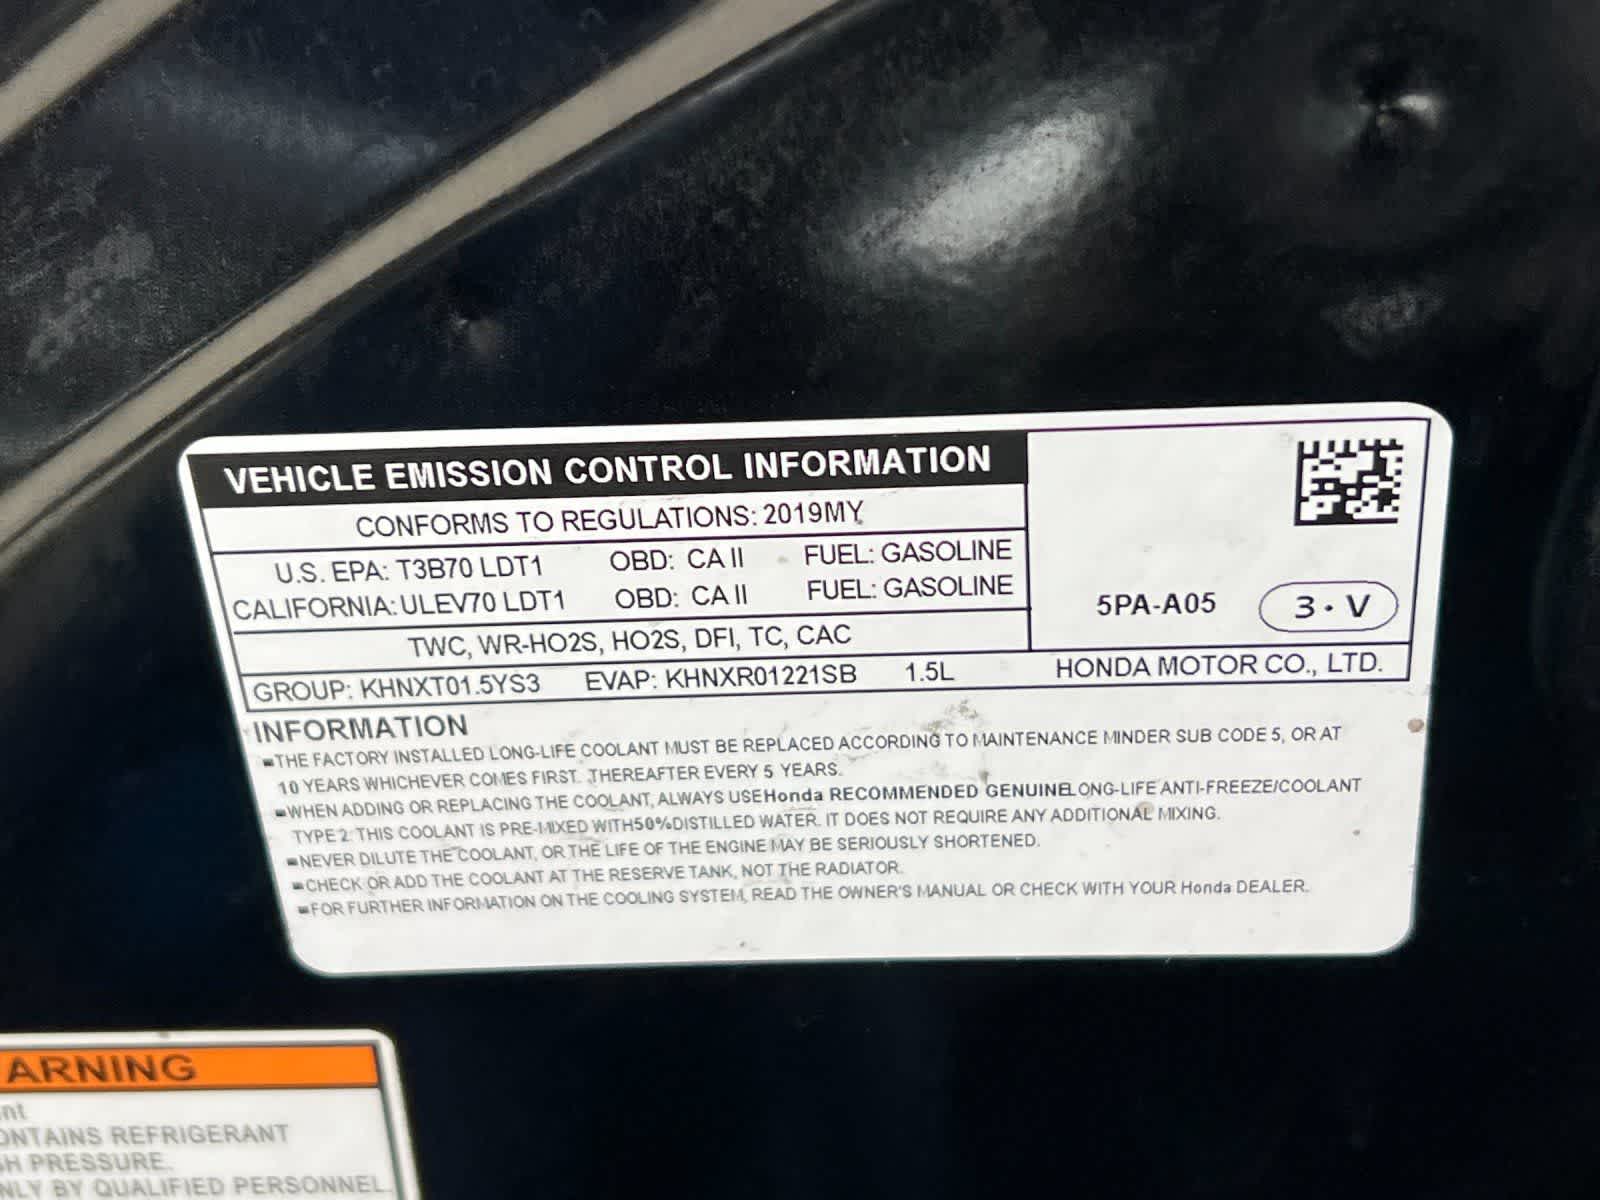 VEHICLE EMISSION CONTROL INFORMATION
CONFORMS TO REGULATIONS: 2019MY
U.S. EPA: T3B70 LDT1 OBD: CA II FUEL: GASOLINE
CALIFORNIA: ULEV70 LDT1 OBD: CA II FUEL: GASOLINE
5PA-A05 3·V
TWC, WR-HO2S, HO2S, DFI, TC, CAC
GROUP: KHNXT01.5YS3 EVAP: KHNXR01221SB 1.5L HONDA MOTOR CO., LTD.
INFORMATION
▪THE FACTORY INSTALLED LONG-LIFE COOLANT MUST BE REPLACED ACCORDING TO MAINTENANCE MINDER SUB CODE 5, OR AT
10 YEARS WHICHEVER COMES FIRST. THEREAFTER EVERY 5 YEARS.
▪WHEN ADDING OR REPLACING THE COOLANT, ALWAYS USE Honda RECOMMENDED GENUINE LONG-LIFE ANTI-FREEZE/COOLANT
TYPE 2. THIS COOLANT IS PRE-MIXED WITH 50% DISTILLED WATER. IT DOES NOT REQUIRE ANY ADDITIONAL MIXING.
▪NEVER DILUTE THE COOLANT, OR THE LIFE OF THE ENGINE MAY BE SERIOUSLY SHORTENED.
▪CHECK OR ADD THE COOLANT AT THE RESERVE TANK, NOT THE RADIATOR.
▪FOR FURTHER INFORMATION ON THE COOLING SYSTEM, READ THE OWNER'S MANUAL OR CHECK WITH YOUR Honda DEALER.
ARNING
nt
ONTAINS REFRIGERANT
H PRESSURE.
NLY BY QUALIFIED PERSONNEL.